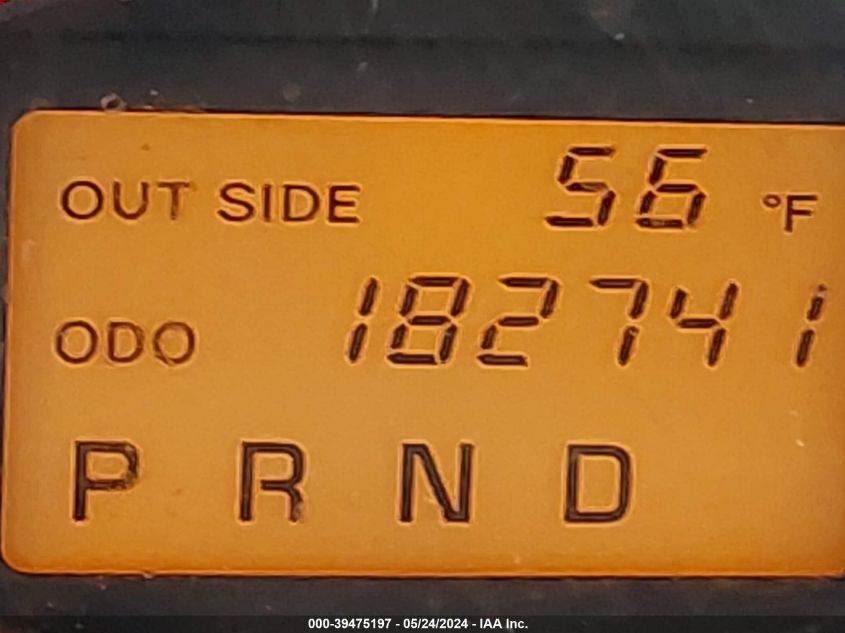 OUT SIDE 56 °F
ODO 182741
P R N D
000-39475197 - 05/24/2024 - IAA Inc.